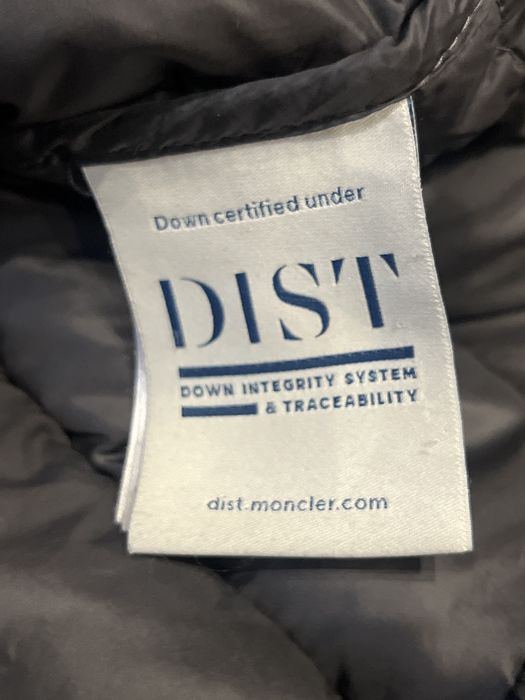 Down certified under
DIST
DOWN INTEGRITY SYSTEM
& TRACEABILITY
dist.moncler.com